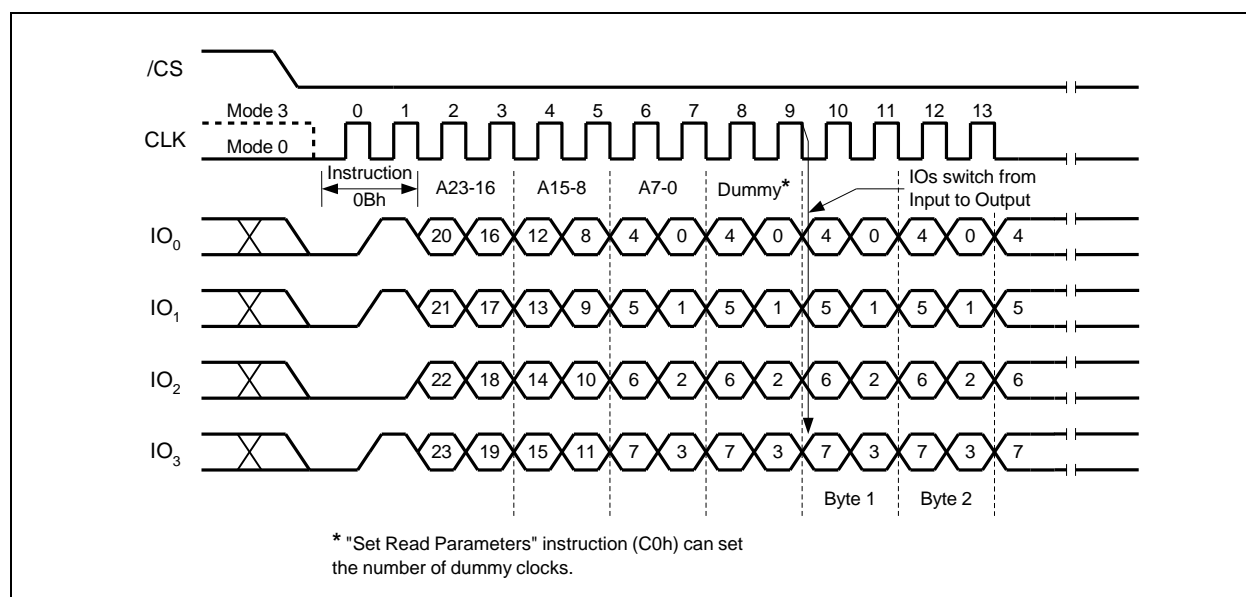 /CS
Mode 3 0 1 2 3 4 5 6 7 8 9 10 11 12 13
CLK
Mode 0
Instruction
0Bh
A23-16 A15-8 A7-0 Dummy*
IOs switch from
Input to Output
IO0 20 16 12 8 4 0 4 0 4 0 4 0 4
IO1 21 17 13 9 5 1 5 1 5 1 5 1 5
IO2 22 18 14 10 6 2 6 2 6 2 6 2 6
IO3 23 19 15 11 7 3 7 3 7 3 7 3 7
Byte 1 Byte 2
* "Set Read Parameters" instruction (C0h) can set
the number of dummy clocks.